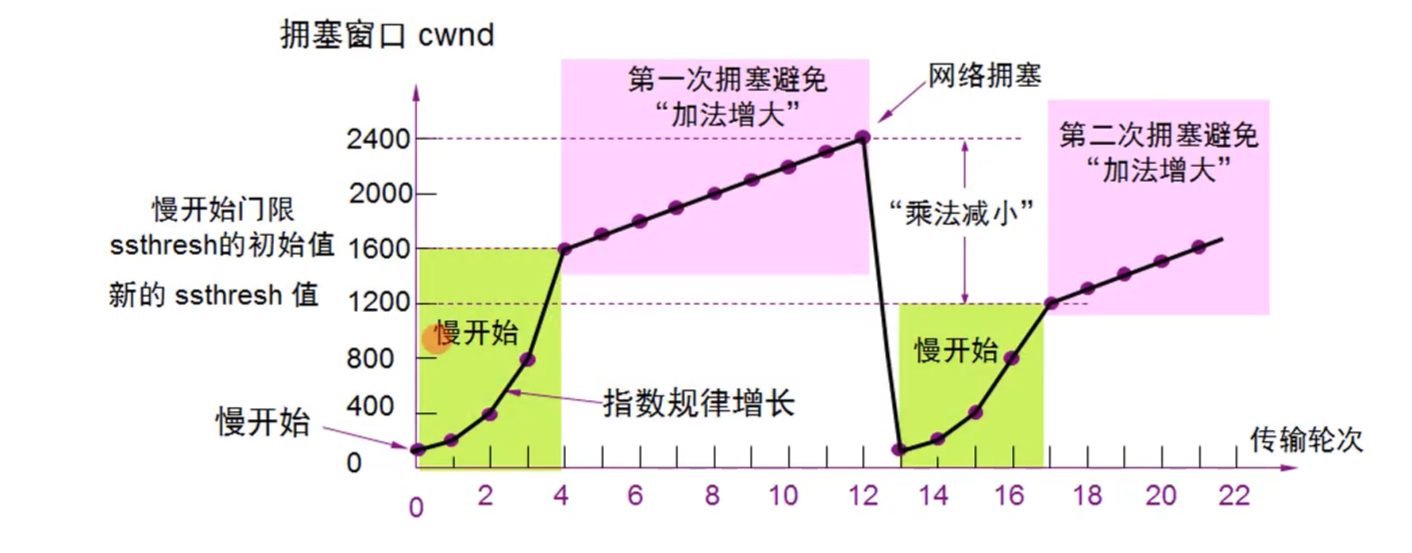 拥塞窗口 cwnd
第一次拥塞避免
“加法增大”
网络拥塞
第二次拥塞避免
“加法增大”
2400
2000
慢开始门限
ssthresh的初始值
1600
“乘法减小”
新的 ssthresh 值
1200
慢开始
慢开始
800
400
指数规律增长
慢开始
0
传输轮次
0 2 4 6 8 10 12 14 16 18 20 22